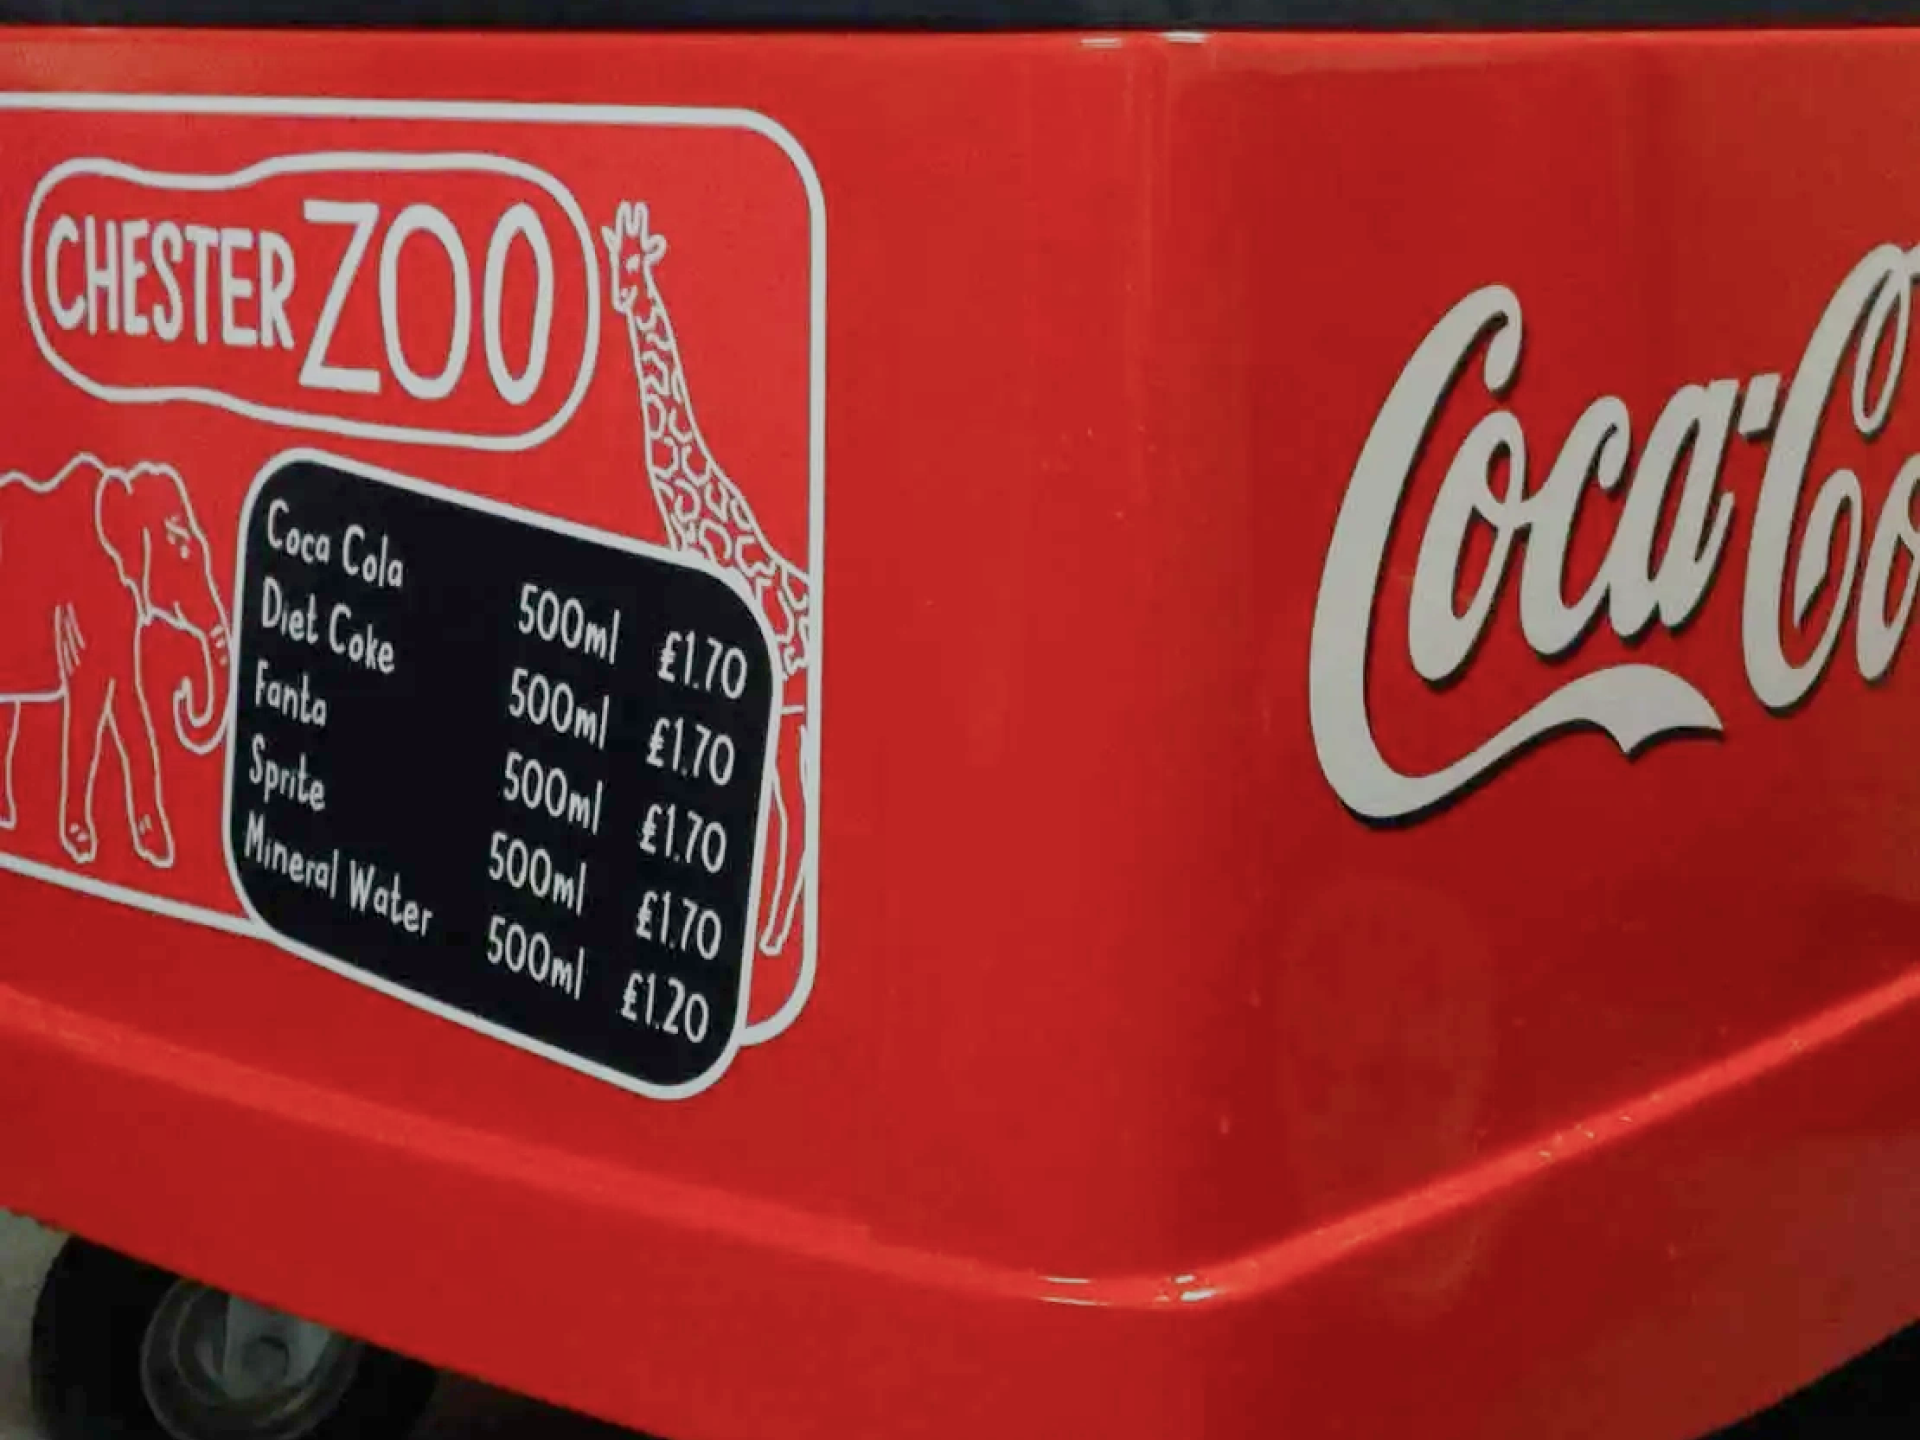 CHESTER ZOO
Coca Cola 500ml £1.70
Diet Coke 500ml £1.70
Fanta 500ml £1.70
Sprite 500ml £1.70
Mineral Water 500ml £1.20
Coca-Co